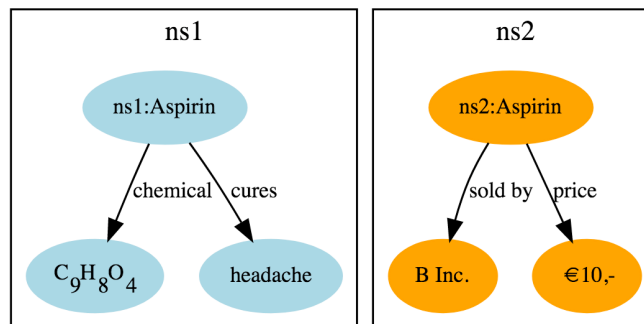 ns1
ns2
ns1:Aspirin
ns2:Aspirin
chemical
cures
sold by
price
C₉H₈O₄
headache
B Inc.
€10,-